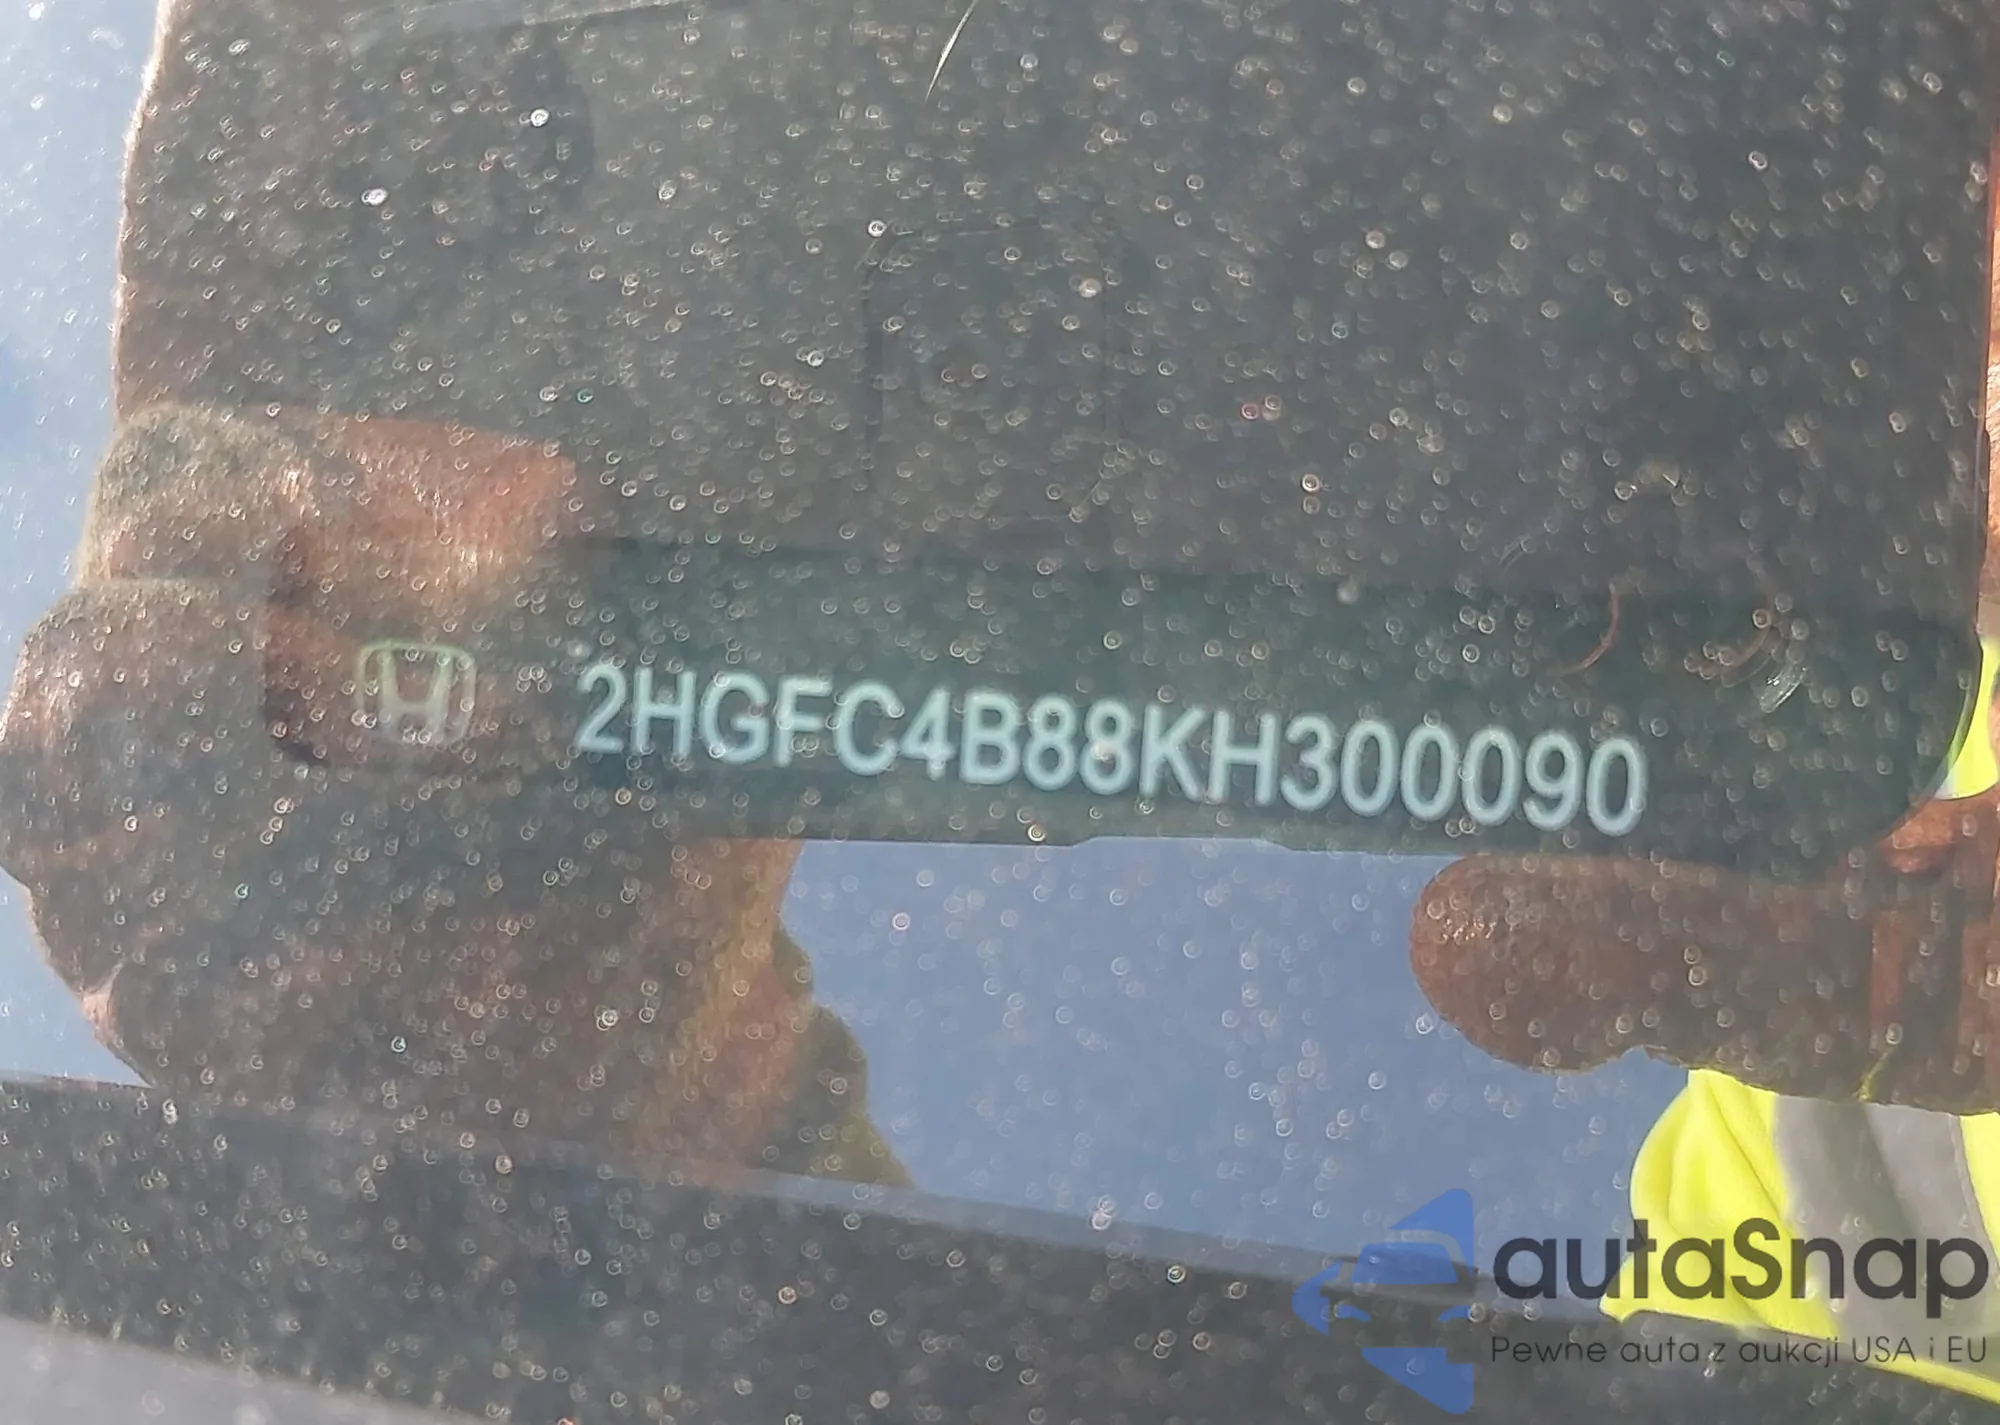 2HGFC4B88KH300090
autaSnap
Pewne auta z aukcji USA i EU